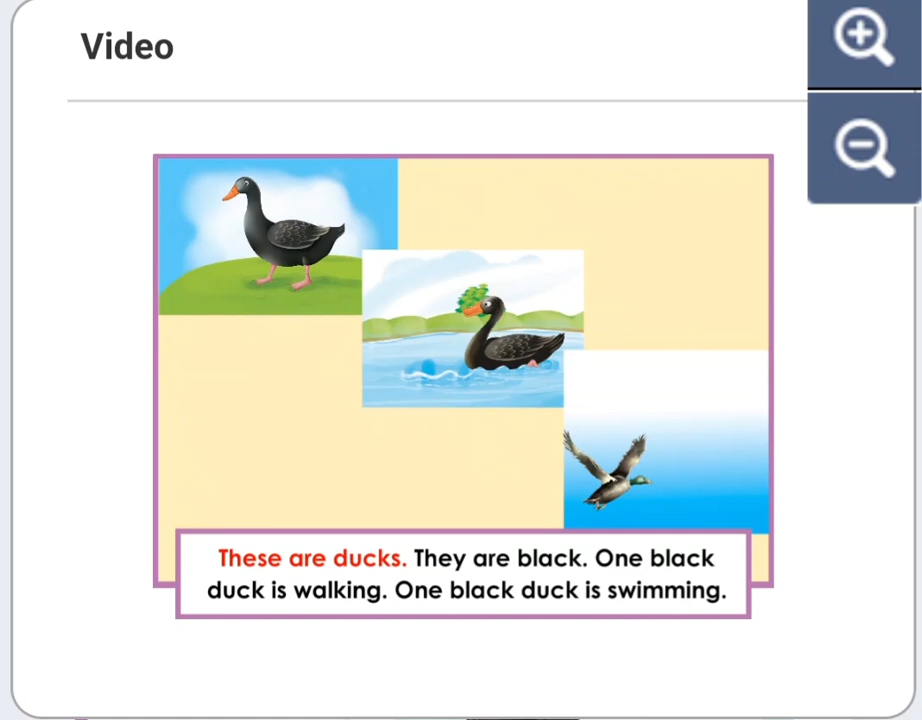 Video
These are ducks. They are black. One black
duck is walking. One black duck is swimming.